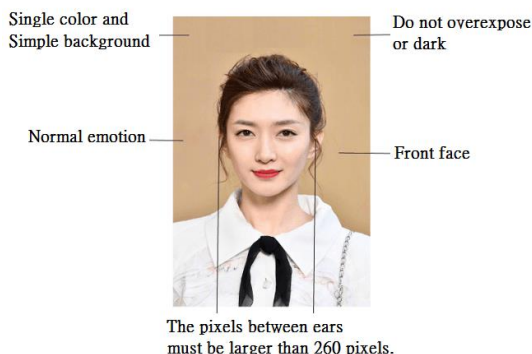 Single color and
Simple background
Do not overexpose
or dark
Normal emotion
Front face
The pixels between ears
must be larger than 260 pixels.